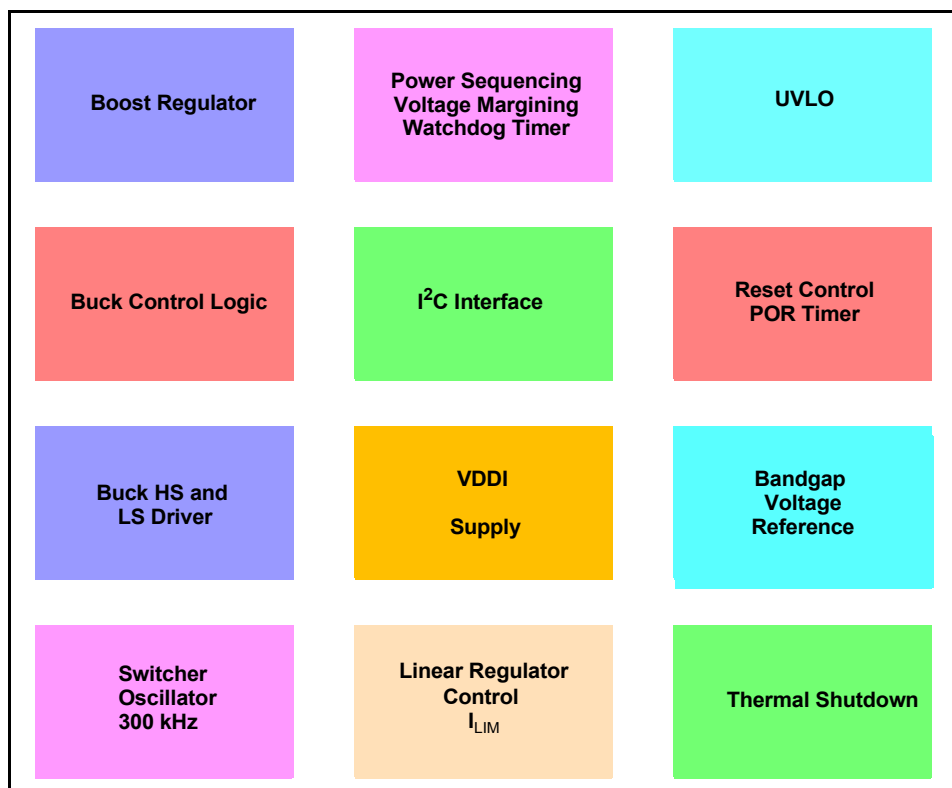 Boost Regulator
Power Sequencing
Voltage Margining
Watchdog Timer
UVLO
Buck Control Logic
I²C Interface
Reset Control
POR Timer
Buck HS and
LS Driver
VDDI
Supply
Bandgap
Voltage
Reference
Switcher
Oscillator
300 kHz
Linear Regulator
Control
I_LIM
Thermal Shutdown